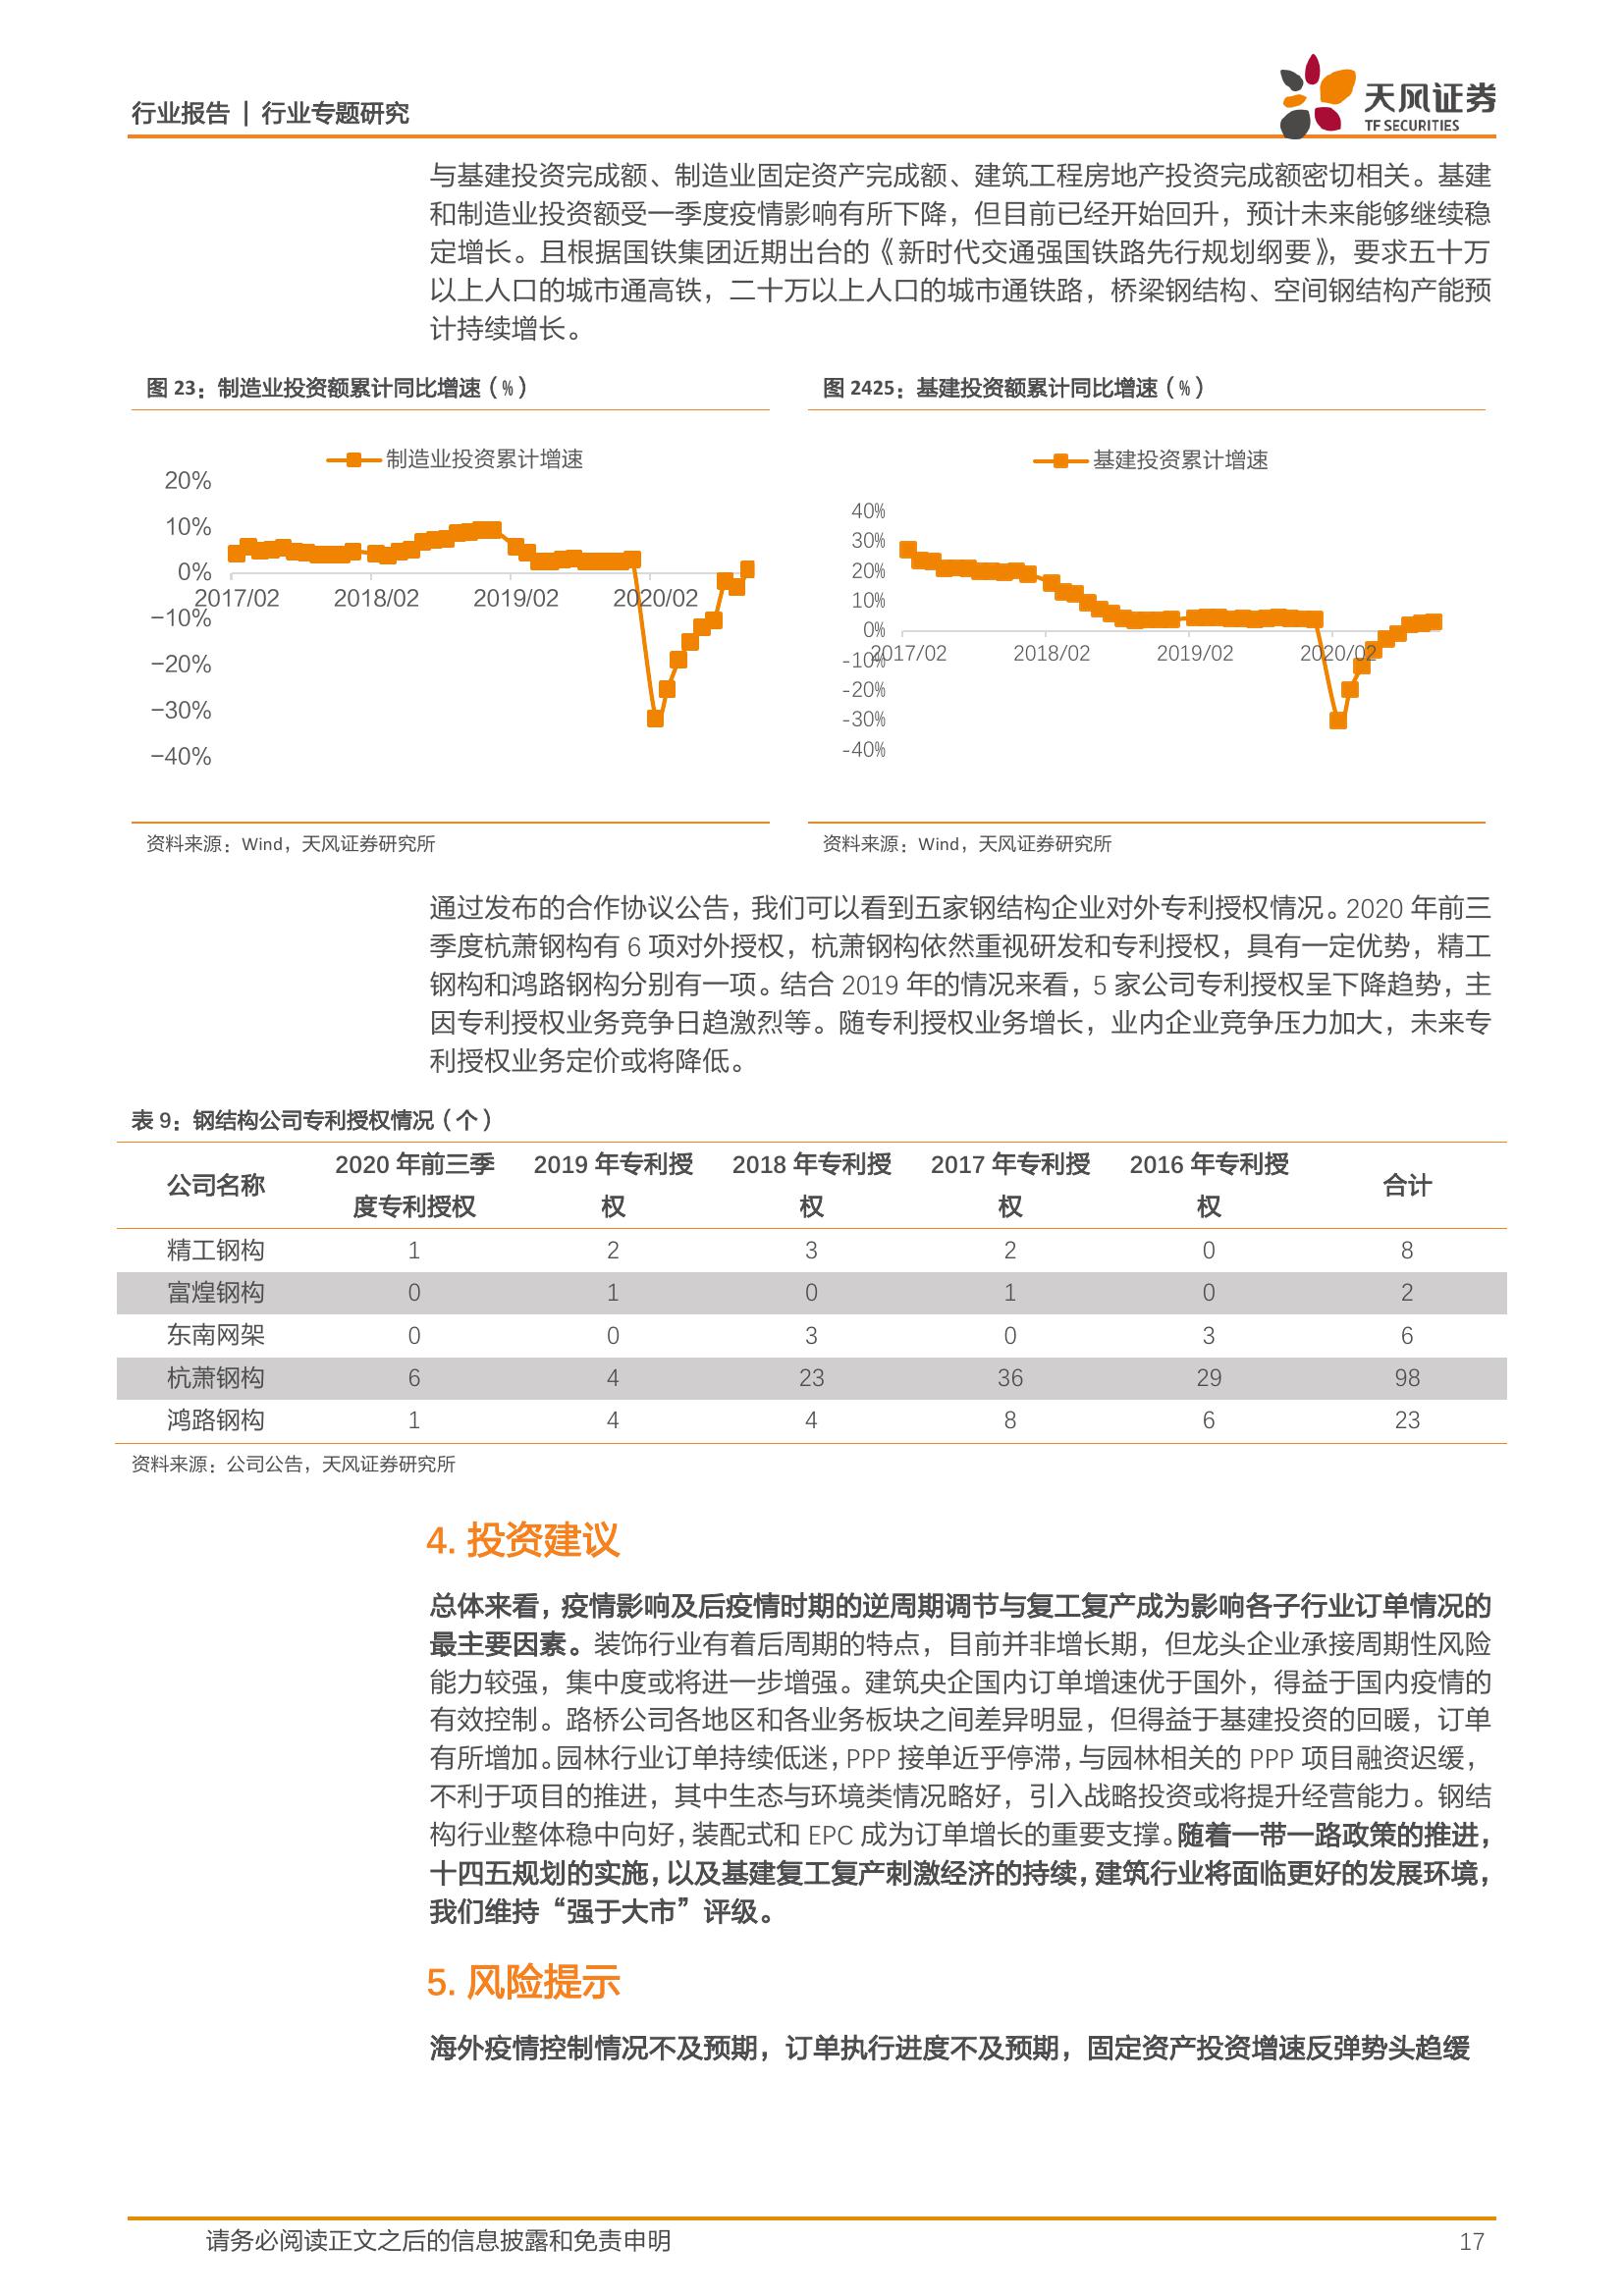 行业报告 | 行业专题研究
天风证券
TF SECURITIES
与基建投资完成额、制造业固定资产完成额、建筑工程房地产投资完成额密切相关。基建
和制造业投资额受一季度疫情影响有所下降，但目前已经开始回升，预计未来能够继续稳
定增长。且根据国铁集团近期出台的《新时代交通强国铁路先行规划纲要》，要求五十万
以上人口的城市通高铁，二十万以上人口的城市通铁路，桥梁钢结构、空间钢结构产能预
计持续增长。
图 23：制造业投资额累计同比增速（%）
制造业投资累计增速
20%
10%
0%
2017/02 2018/02 2019/02 2020/02
−10%
−20%
−30%
−40%
资料来源：Wind，天风证券研究所
图 2425：基建投资额累计同比增速（%）
基建投资累计增速
40%
30%
20%
10%
0%
2017/02 2018/02 2019/02 2020/02
-10%
-20%
-30%
-40%
资料来源：Wind，天风证券研究所
通过发布的合作协议公告，我们可以看到五家钢结构企业对外专利授权情况。2020 年前三
季度杭萧钢构有 6 项对外授权，杭萧钢构依然重视研发和专利授权，具有一定优势，精工
钢构和鸿路钢构分别有一项。结合 2019 年的情况来看，5 家公司专利授权呈下降趋势，主
因专利授权业务竞争日趋激烈等。随专利授权业务增长，业内企业竞争压力加大，未来专
利授权业务定价或将降低。
表 9：钢结构公司专利授权情况（个）
公司名称 2020 年前三季度专利授权 2019 年专利授权 2018 年专利授权 2017 年专利授权 2016 年专利授权 合计
精工钢构 1 2 3 2 0 8
富煌钢构 0 1 0 1 0 2
东南网架 0 0 3 0 3 6
杭萧钢构 6 4 23 36 29 98
鸿路钢构 1 4 4 8 6 23
资料来源：公司公告，天风证券研究所
4. 投资建议
总体来看，疫情影响及后疫情时期的逆周期调节与复工复产成为影响各子行业订单情况的
最主要因素。装饰行业有着后周期的特点，目前并非增长期，但龙头企业承接周期性风险
能力较强，集中度或将进一步增强。建筑央企国内订单增速优于国外，得益于国内疫情的
有效控制。路桥公司各地区和各业务板块之间差异明显，但得益于基建投资的回暖，订单
有所增加。园林行业订单持续低迷，PPP 接单近乎停滞，与园林相关的 PPP 项目融资迟缓，
不利于项目的推进，其中生态与环境类情况略好，引入战略投资或将提升经营能力。钢结
构行业整体稳中向好，装配式和 EPC 成为订单增长的重要支撑。随着一带一路政策的推进，
十四五规划的实施，以及基建复工复产刺激经济的持续，建筑行业将面临更好的发展环境，
我们维持“强于大市”评级。
5. 风险提示
海外疫情控制情况不及预期，订单执行进度不及预期，固定资产投资增速反弹势头趋缓
请务必阅读正文之后的信息披露和免责申明 17